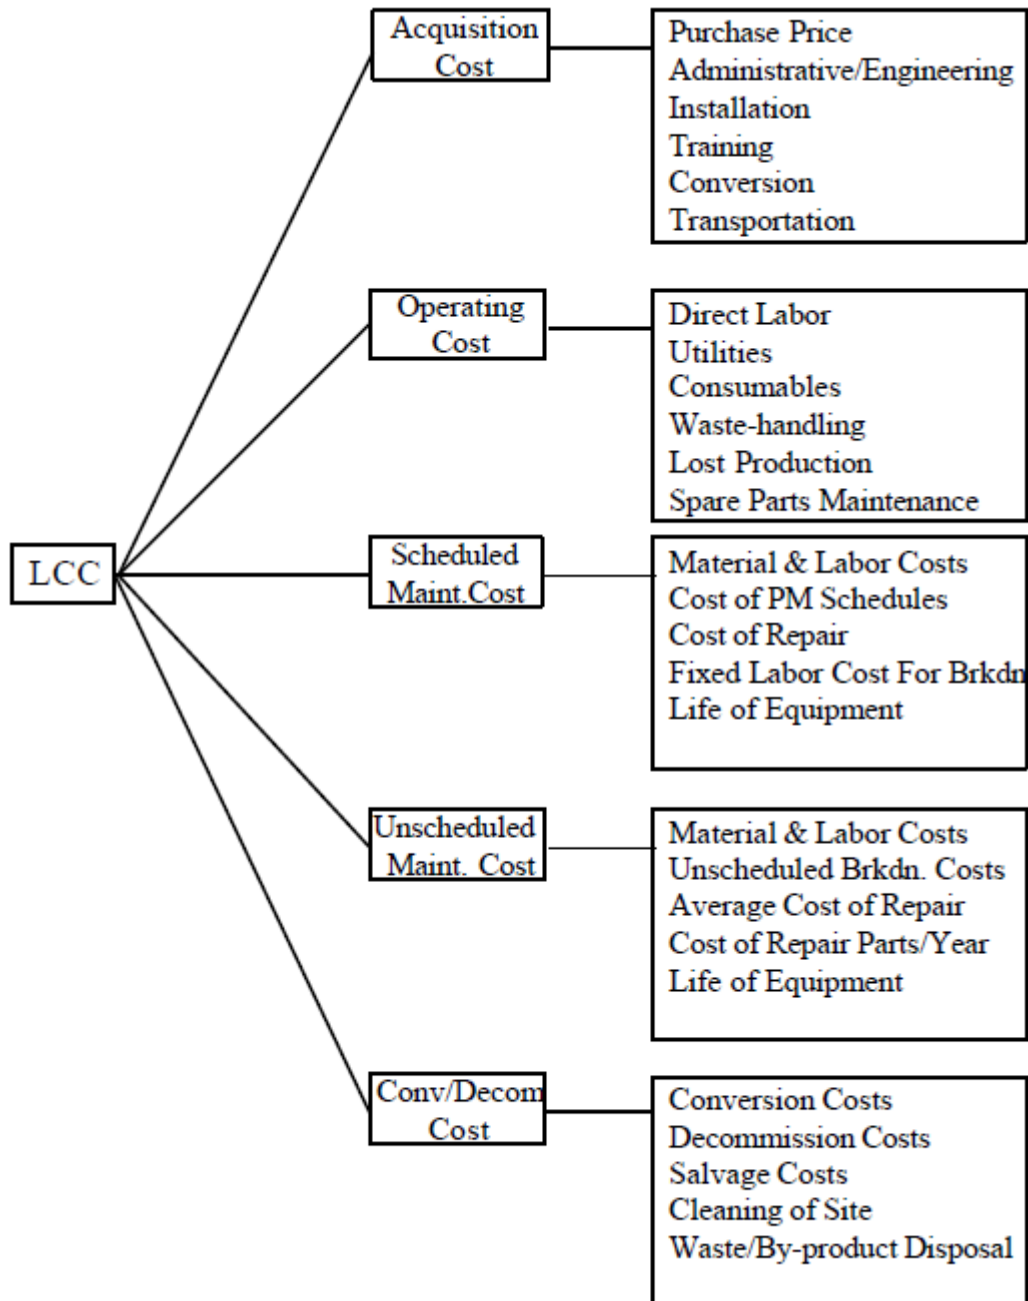 Acquisition
Cost
Purchase Price
Administrative/Engineering
Installation
Training
Conversion
Transportation
Operating
Cost
Direct Labor
Utilities
Consumables
Waste-handling
Lost Production
Spare Parts Maintenance
LCC
Scheduled
Maint.Cost
Material & Labor Costs
Cost of PM Schedules
Cost of Repair
Fixed Labor Cost For Brkdn
Life of Equipment
Unscheduled
Maint. Cost
Material & Labor Costs
Unscheduled Brkdn. Costs
Average Cost of Repair
Cost of Repair Parts/Year
Life of Equipment
Conv/Decom
Cost
Conversion Costs
Decommission Costs
Salvage Costs
Cleaning of Site
Waste/By-product Disposal